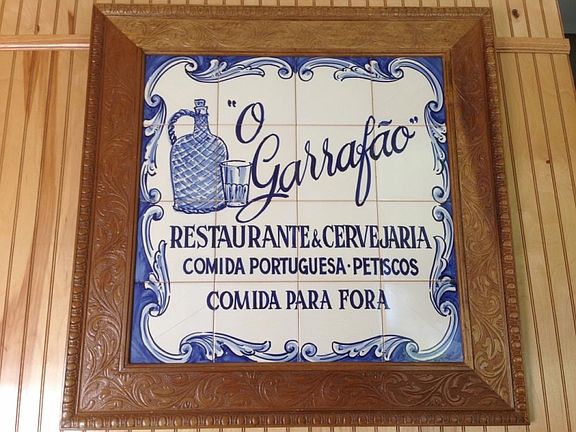 "O
Garrafão"
RESTAURANTE & CERVEJARIA
COMIDA PORTUGUESA · PETISCOS
COMIDA PARA FORA